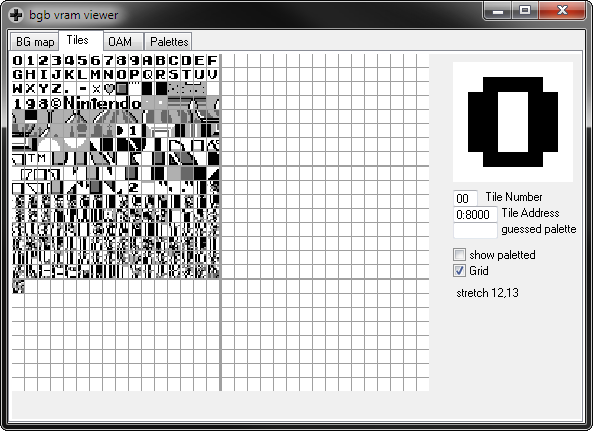 bgb vram viewer
BG map Tiles OAM Palettes
0123456789ABCDEF
GHIJKLMNOPQRSTUV
WXYZ.-×♡
198©Nintendo
1
TM
2
00 Tile Number
0:8000 Tile Address
guessed palette
show paletted
Grid
stretch 12,13